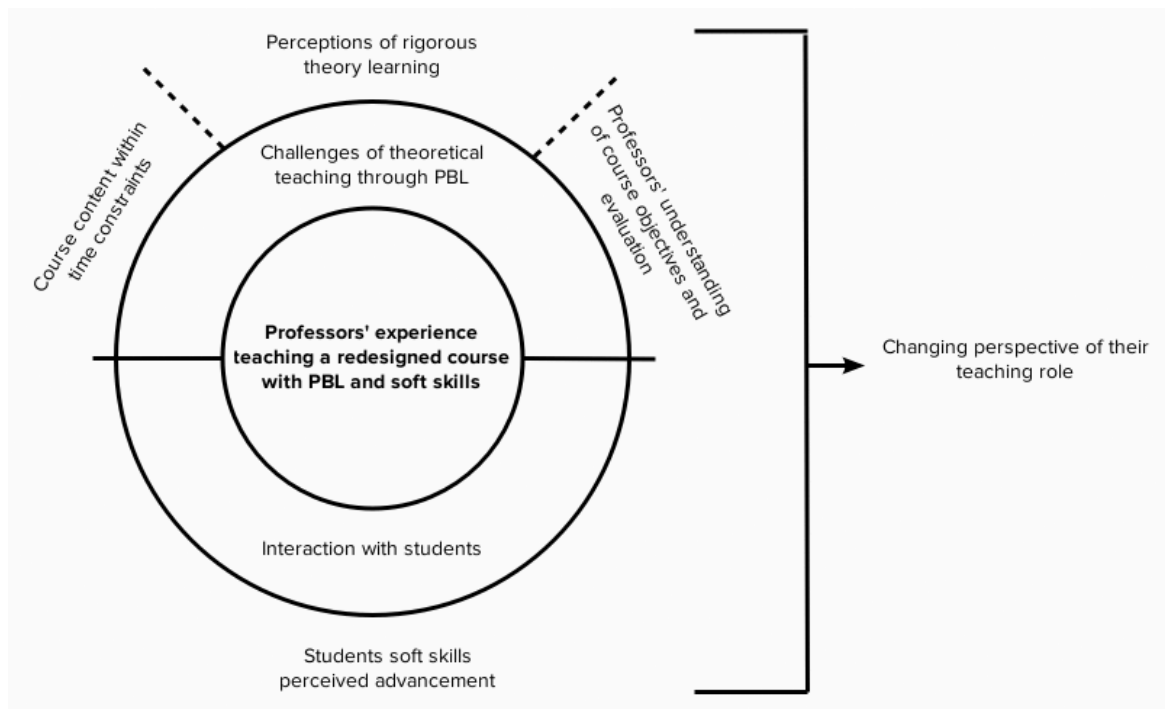 Perceptions of rigorous
theory learning
Course content within
time constraints
Challenges of theoretical
teaching through PBL
Professors' understanding
of course objectives and
evaluation
Professors' experience
teaching a redesigned course
with PBL and soft skills
Changing perspective of their
teaching role
Interaction with students
Students soft skills
perceived advancement